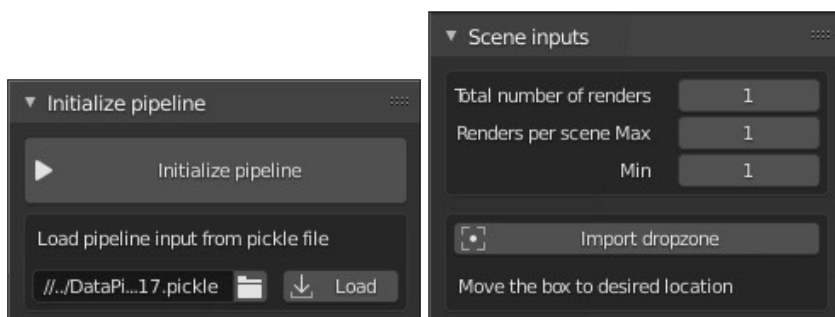 Initialize pipeline
Initialize pipeline
Load pipeline input from pickle file
//../DataPi...17.pickle Load
Scene inputs
Total number of renders 1
Renders per scene Max 1
Min 1
Import dropzone
Move the box to desired location